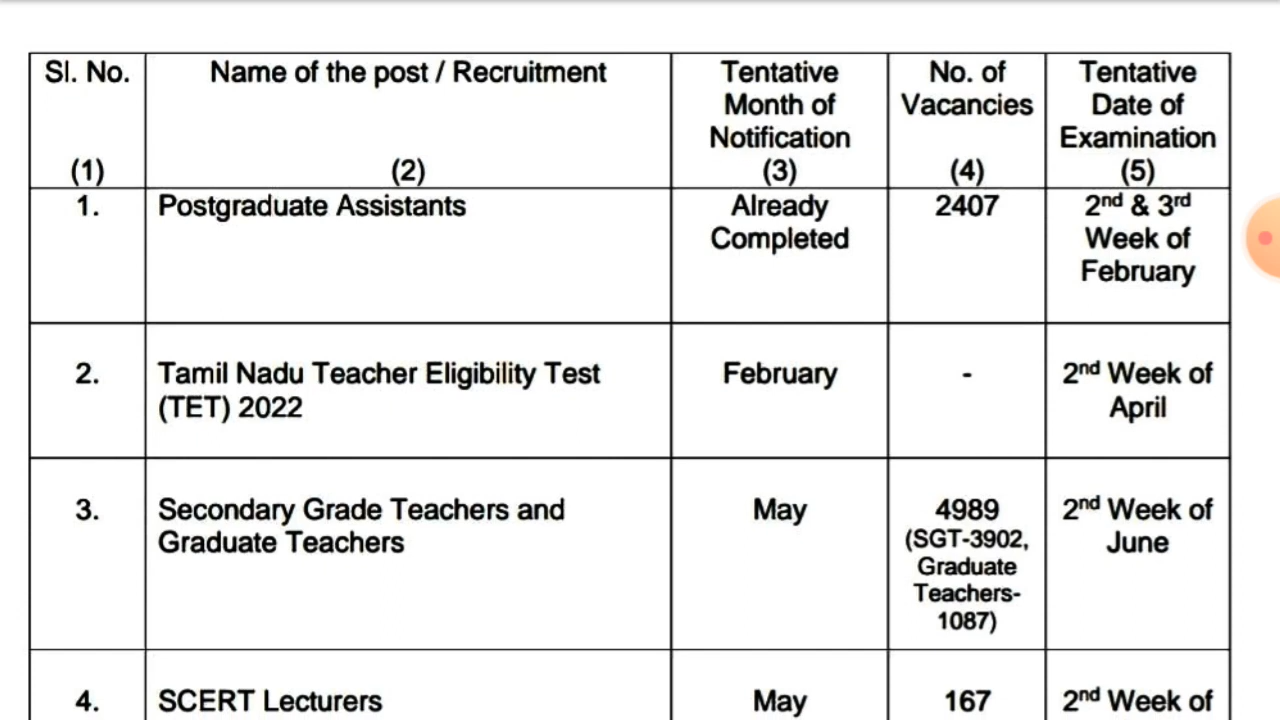 Sl. No. Name of the post / Recruitment Tentative Month of Notification No. of Vacancies Tentative Date of Examination
(1) (2) (3) (4) (5)
1. Postgraduate Assistants Already Completed 2407 2nd & 3rd Week of February
2. Tamil Nadu Teacher Eligibility Test (TET) 2022 February - 2nd Week of April
3. Secondary Grade Teachers and Graduate Teachers May 4989 (SGT-3902, Graduate Teachers-1087) 2nd Week of June
4. SCERT Lecturers May 167 2nd Week of